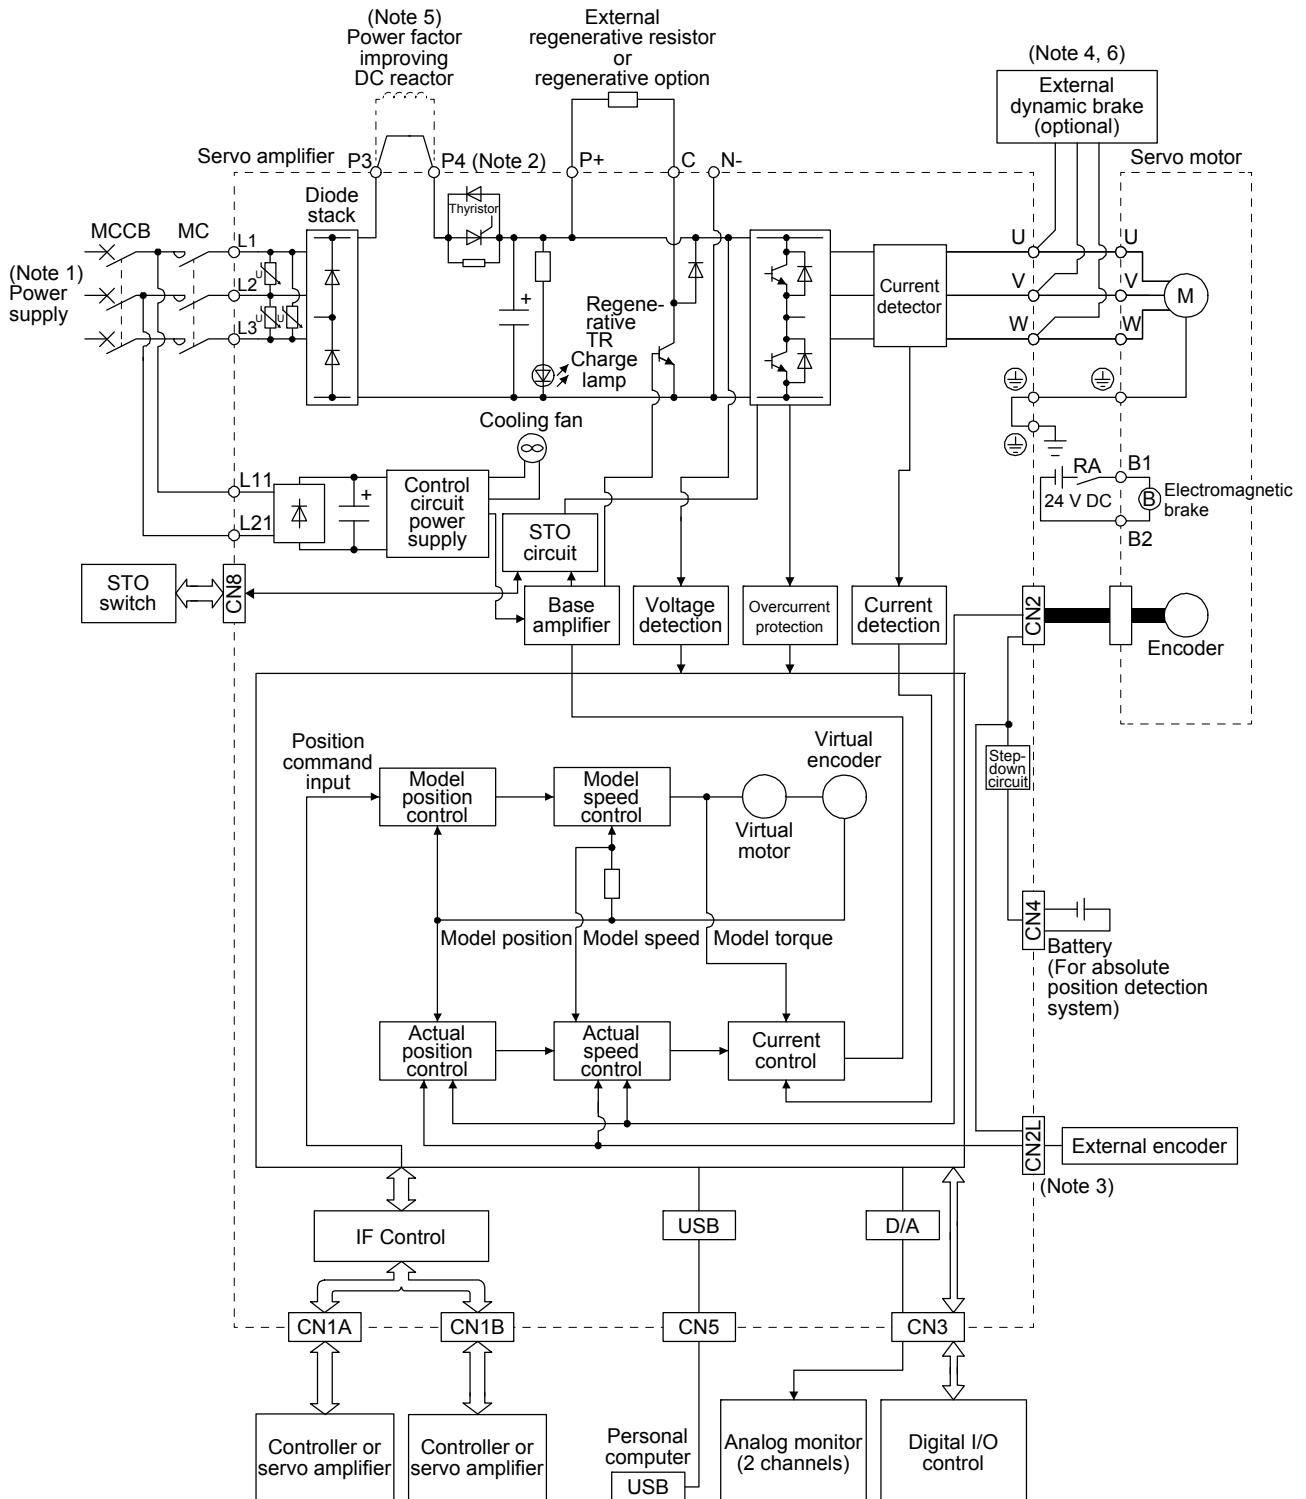 (Note 5)
Power factor
improving
DC reactor
External
regenerative resistor
or
regenerative option
(Note 4, 6)
External
dynamic brake
(optional)
Servo amplifier
P3
P4 (Note 2)
P+
C
N-
Servo motor
Diode
stack
Thyristor
MCCB
MC
L1
U
U
(Note 1)
Power
supply
U
L2
V
V
M
Current
detector
+
Regene-
rative
TR
U
U
L3
W
W
Charge
lamp
Cooling fan
L11
+
Control
circuit
power
supply
RA
B1
24 V DC
B
Electromagnetic
brake
L21
B2
STO
circuit
STO
switch
CN8
Base
amplifier
Voltage
detection
Overcurrent
protection
Current
detection
CN2
Encoder
Position
command
input
Virtual
encoder
Step-
down
circuit
Model
position
control
Model
speed
control
Virtual
motor
CN4
Model position
Model speed
Model torque
Battery
(For absolute
position detection
system)
Actual
position
control
Actual
speed
control
Current
control
CN2L
External encoder
(Note 3)
IF Control
USB
D/A
CN1A
CN1B
CN5
CN3
Controller or
servo amplifier
Controller or
servo amplifier
Personal
computer
USB
Analog monitor
(2 channels)
Digital I/O
control